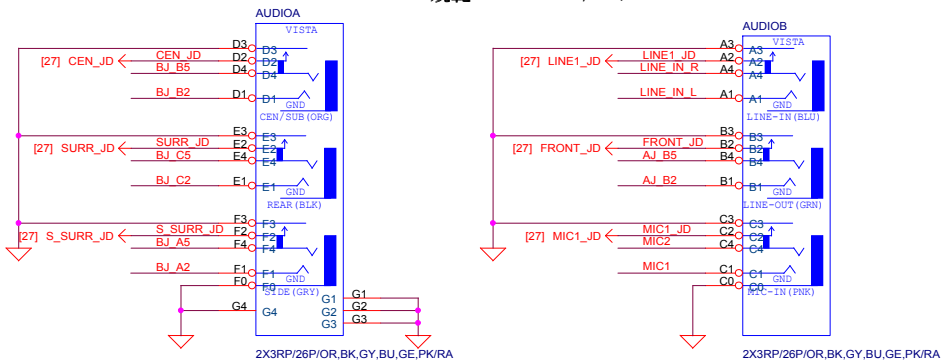 AUDIOA
VISTA
D3 D3
[27] CEN_JD CEN_JD D2 D2
BJ_B5 D4 D4
BJ_B2 D1 D1
GND
CEN/SUB(ORG)
E3 E3
[27] SURR_JD SURR_JD E2 E2
BJ_C5 E4 E4
BJ_C2 E1 E1
GND
REAR(BLK)
F3 F3
[27] S_SURR_JD S_SURR_JD F2 F2
BJ_A5 F4 F4
BJ_A2 F1 F1
GND
F0 F0
SIDE(GRY)
G1 G1
G4 G4 G2 G2
G3 G3
2X3RP/26P/OR,BK,GY,BU,GE,PK/RA
AUDIOB
VISTA
A3 A3
[27] LINE1_JD LINE1_JD A2 A2
LINE_IN_R A4 A4
LINE_IN_L A1 A1
GND
LINE-IN(BLU)
B3 B3
[27] FRONT_JD FRONT_JD B2 B2
AJ_B5 B4 B4
AJ_B2 B1 B1
GND
LINE-OUT(GRN)
C3 C3
[27] MIC1_JD MIC1_JD C2 C2
MIC2 C4 C4
MIC1 C1 C1
GND
C0 C0
MIC-IN(PNK)
2X3RP/26P/OR,BK,GY,BU,GE,PK/RA